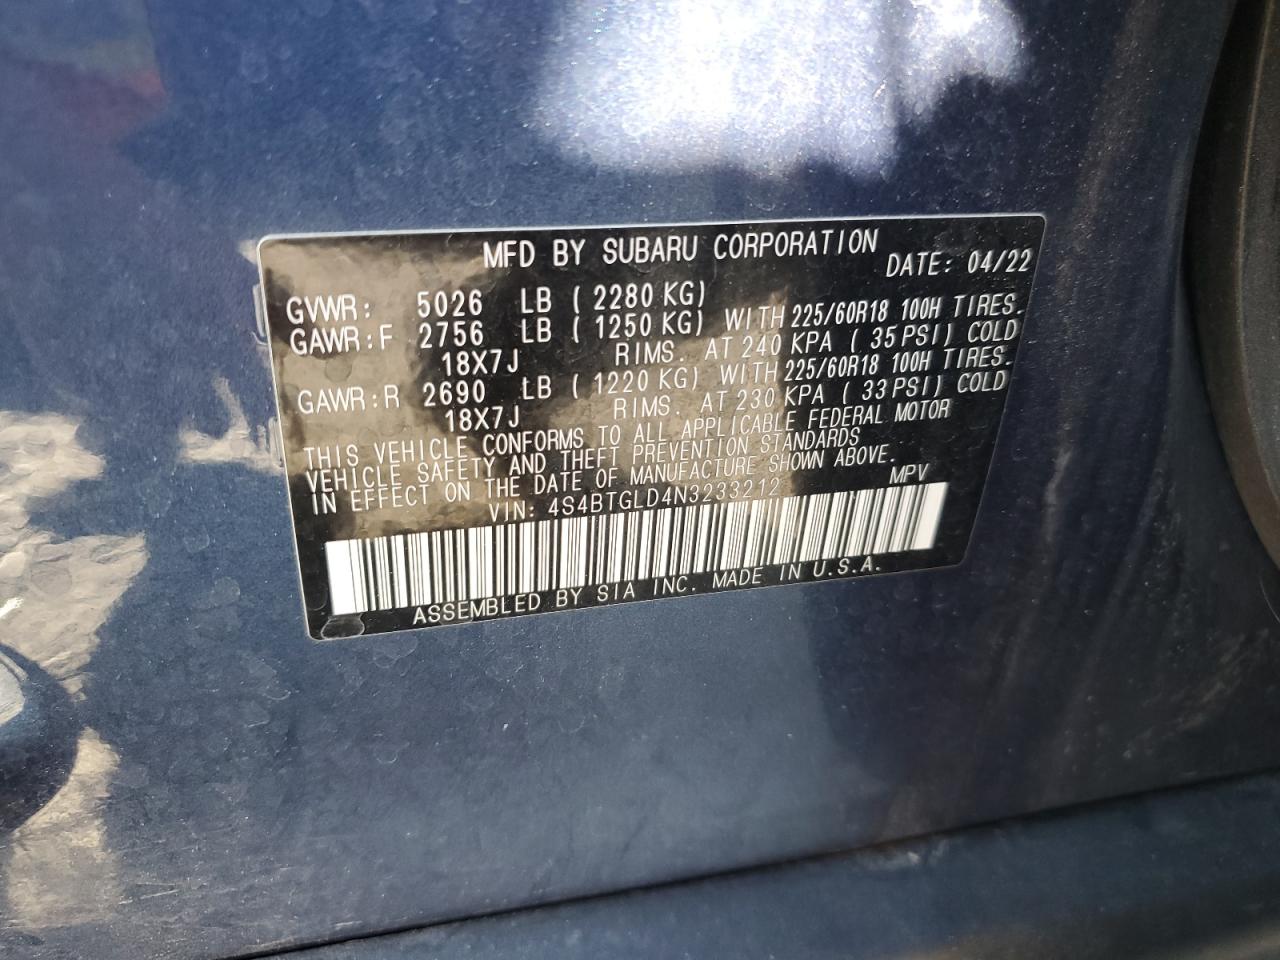 MFD BY SUBARU CORPORATION DATE: 04/22
GVWR: 5026 LB ( 2280 KG)
GAWR:F 2756 LB ( 1250 KG) WITH 225/60R18 100H TIRES.
18X7J RIMS. AT 240 KPA ( 35 PSI) COLD
GAWR:R 2690 LB ( 1220 KG) WITH 225/60R18 100H TIRES.
18X7J RIMS. AT 230 KPA ( 33 PSI) COLD
THIS VEHICLE CONFORMS TO ALL APPLICABLE FEDERAL MOTOR
VEHICLE SAFETY AND THEFT PREVENTION STANDARDS
IN EFFECT ON THE DATE OF MANUFACTURE SHOWN ABOVE.
VIN: 4S4BTGLD4N3233212 MPV
ASSEMBLED BY SIA INC. MADE IN U.S.A.